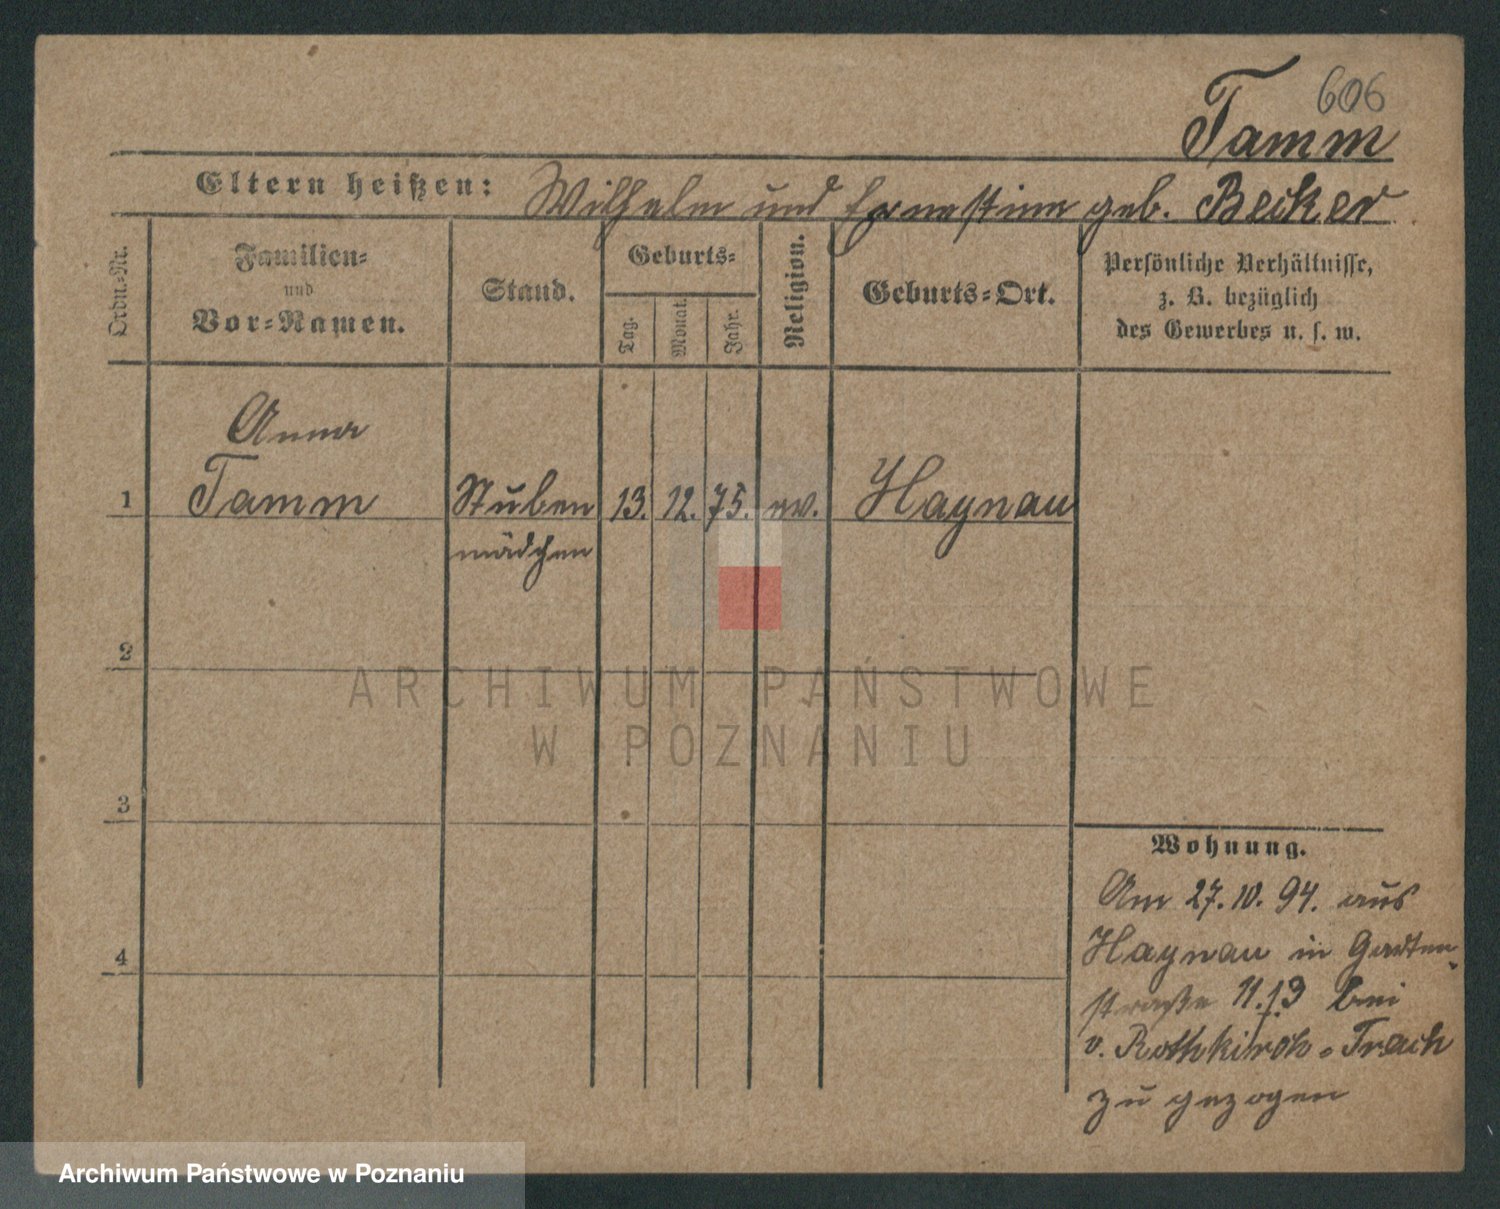 606
Tamm
Eltern heißen: Wilhelm und Ernestine geb. Becker
Ordn.-Nr.
Familien-
und
Vor-Namen.
Stand.
Geburts-
Tag.
Monat.
Jahr.
Religion.
Geburts-Ort.
Persönliche Verhältnisse,
z. B. bezüglich
des Gewerbes u. s. w.
Anna
1 Tamm Stuben 13. 12. 75. ev. Haynau
mädchen
2
3
4
Wohnung.
Am 27.10.94. aus
Haynau in Garten-
straße 11. bei
v. Rothkirch-Trach
zu gezogen
ARCHIWUM PAŃSTWOWE
W POZNANIU
Archiwum Państwowe w Poznaniu